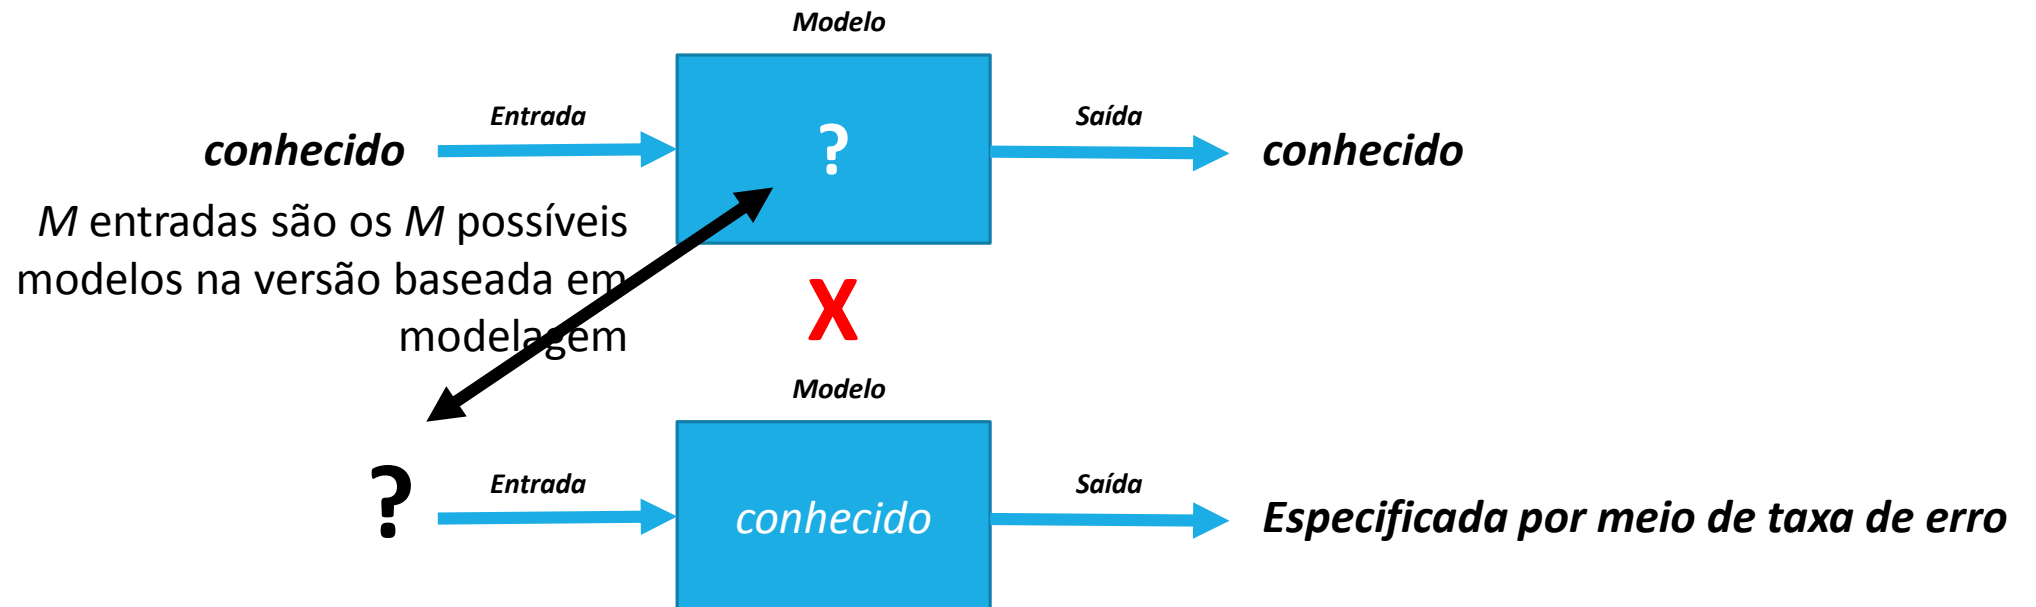 Modelo
Entrada
Saída
conhecido
?
conhecido
M entradas são os M possíveis
modelos na versão baseada em
modelagem
X
Modelo
Entrada
Saída
?
conhecido
Especificada por meio de taxa de erro